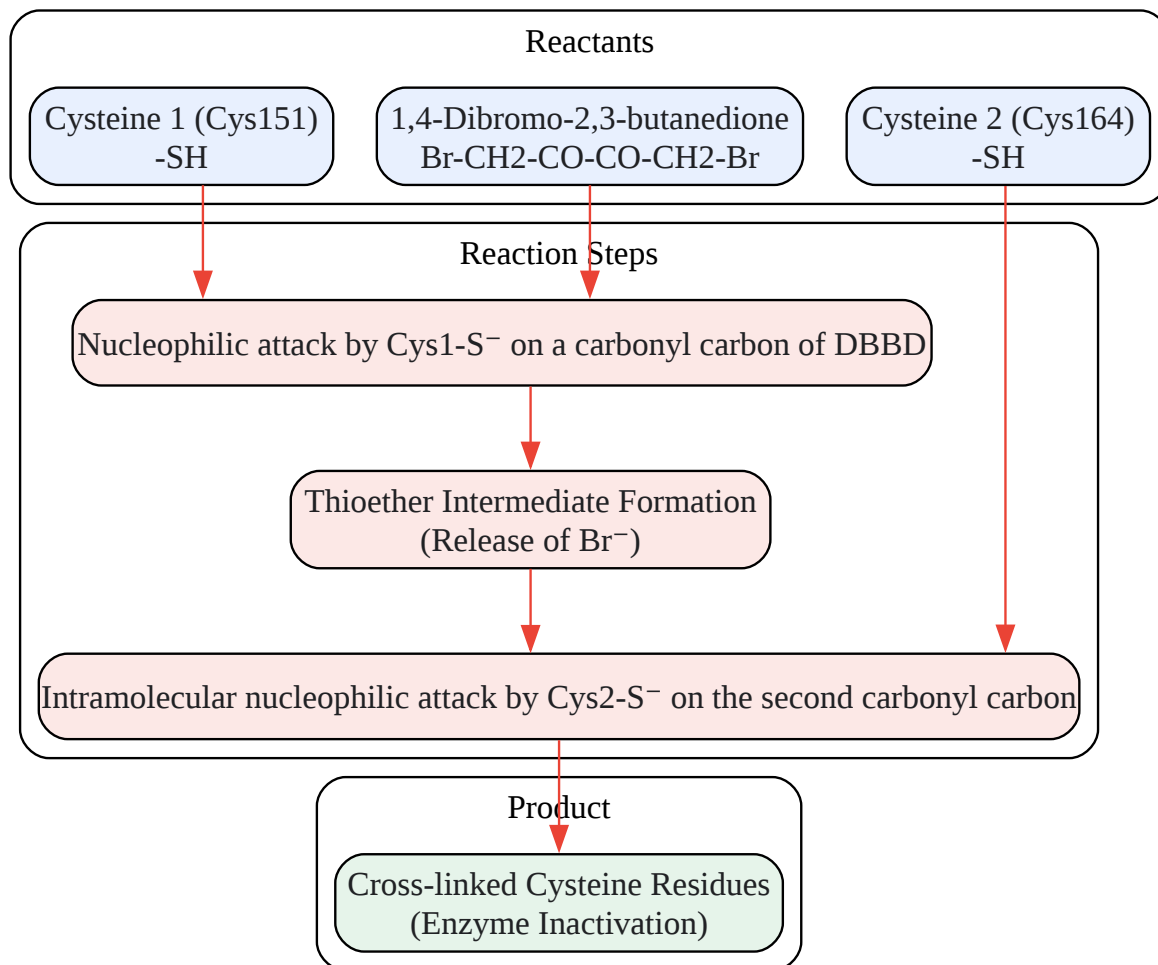 Reactants
Cysteine 1 (Cys151)
-SH
1,4-Dibromo-2,3-butanedione
Br-CH2-CO-CO-CH2-Br
Cysteine 2 (Cys164)
-SH
Reaction Steps
Nucleophilic attack by Cys1-S⁻ on a carbonyl carbon of DBBD
Thioether Intermediate Formation
(Release of Br⁻)
Intramolecular nucleophilic attack by Cys2-S⁻ on the second carbonyl carbon
Product
Cross-linked Cysteine Residues
(Enzyme Inactivation)